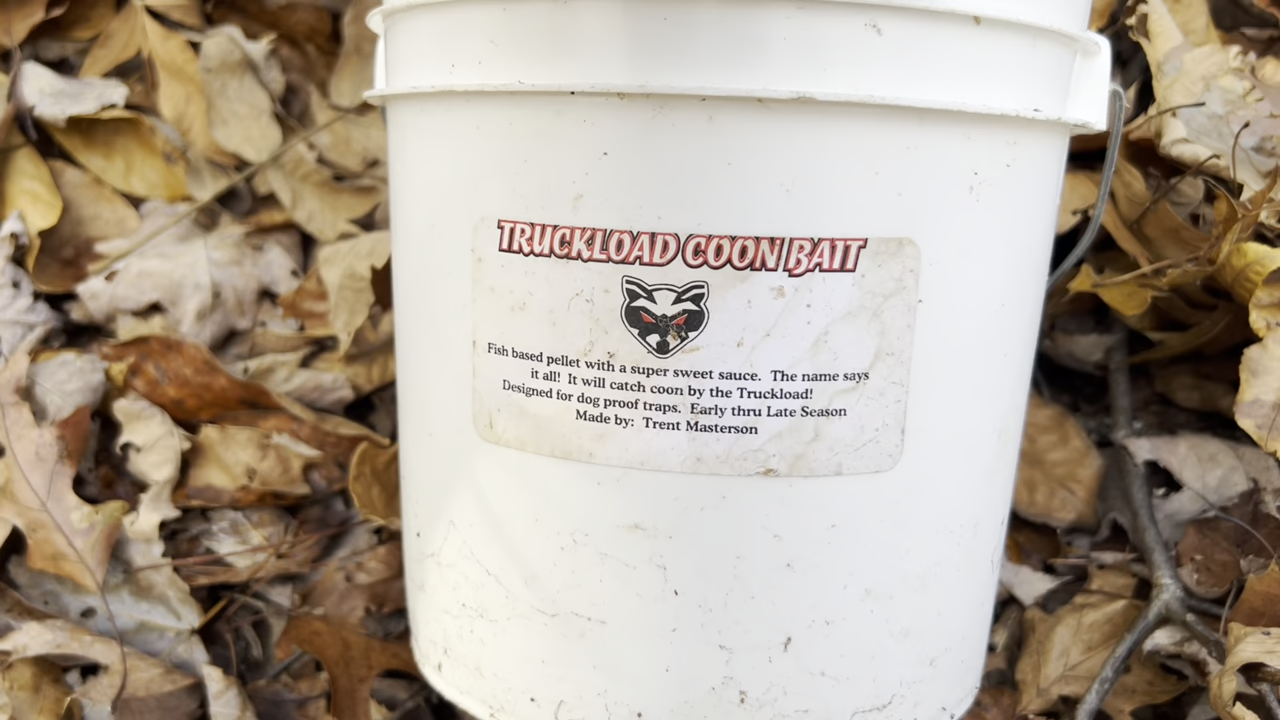 TRUCKLOAD COON BAIT
Fish based pellet with a super sweet sauce. The name says
it all! It will catch coon by the Truckload!
Designed for dog proof traps. Early thru Late Season
Made by: Trent Masterson